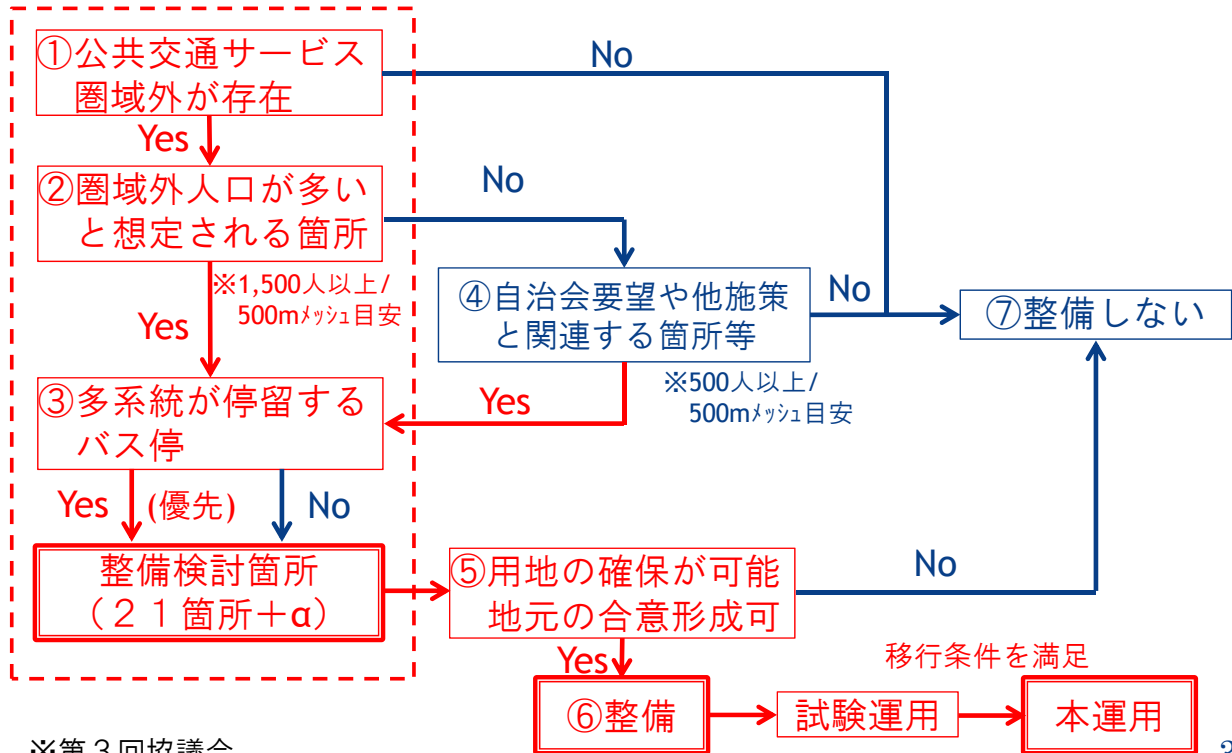 ①公共交通サービス
圏域外が存在
No
Yes
②圏域外人口が多い
と想定される箇所
No
※1,500人以上/
500mメッシュ目安
Yes
④自治会要望や他施策
と関連する箇所等
No
⑦整備しない
※500人以上/
500mメッシュ目安
Yes
③多系統が停留する
バス停
Yes (優先) No
整備検討箇所
(21箇所+α)
⑤用地の確保が可能
地元の合意形成可
No
Yes
移行条件を満足
⑥整備
試験運用
本運用